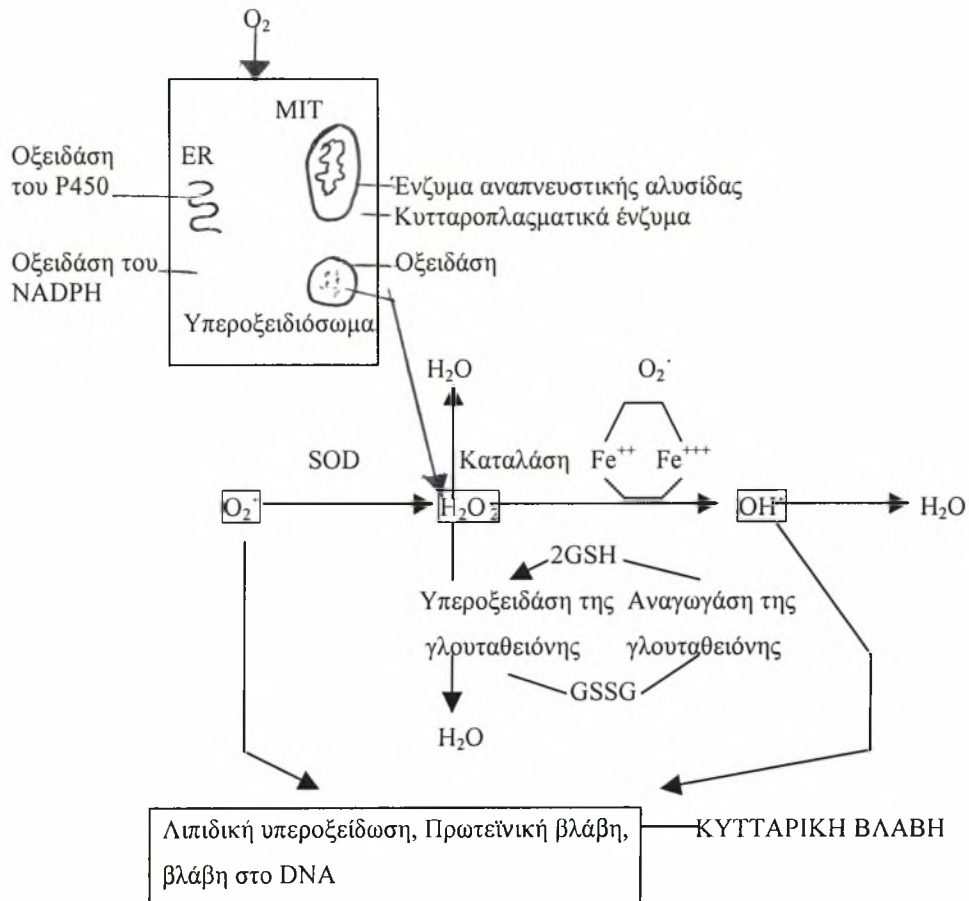 O₂
MIT
Οξειδάση
του P450
ER
Ένζυμα αναπνευστικής αλυσίδας
Κυτταροπλασματικά ένζυμα
Οξειδάση του
NADPH
Οξειδάση
Υπεροξειδιόσωμα
H₂O
O₂˙
SOD
Καταλάση
Fe⁺⁺
Fe⁺⁺⁺
O₂˙
H₂O₂
OH˙
H₂O
2GSH
Υπεροξειδάση της
γλουταθειόνης
Αναγωγάση της
γλουταθειόνης
GSSG
H₂O
Λιπιδική υπεροξείδωση, Πρωτεϊνική βλάβη,
βλάβη στο DNA
ΚΥΤΤΑΡΙΚΗ ΒΛΑΒΗ